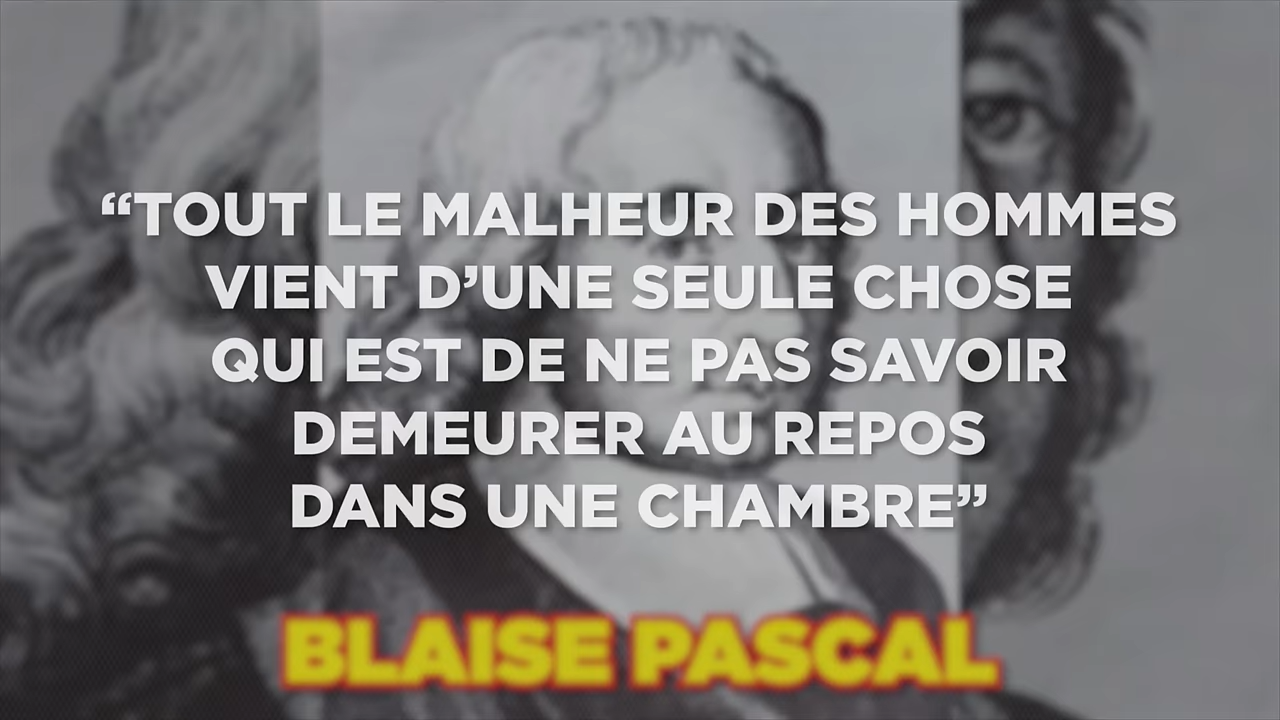 “TOUT LE MALHEUR DES HOMMES
VIENT D’UNE SEULE CHOSE
QUI EST DE NE PAS SAVOIR
DEMEURER AU REPOS
DANS UNE CHAMBRE”
BLAISE PASCAL